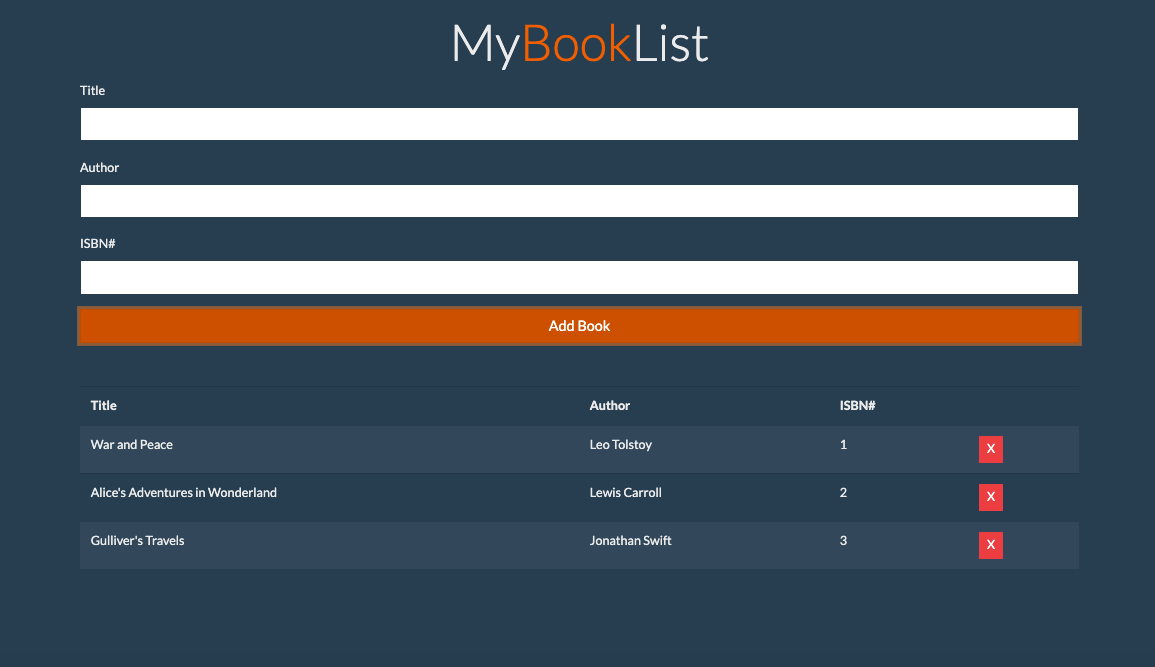 MyBookList
Title
Author
ISBN#
Add Book
Title Author ISBN#
War and Peace Leo Tolstoy 1 X
Alice's Adventures in Wonderland Lewis Carroll 2 X
Gulliver's Travels Jonathan Swift 3 X